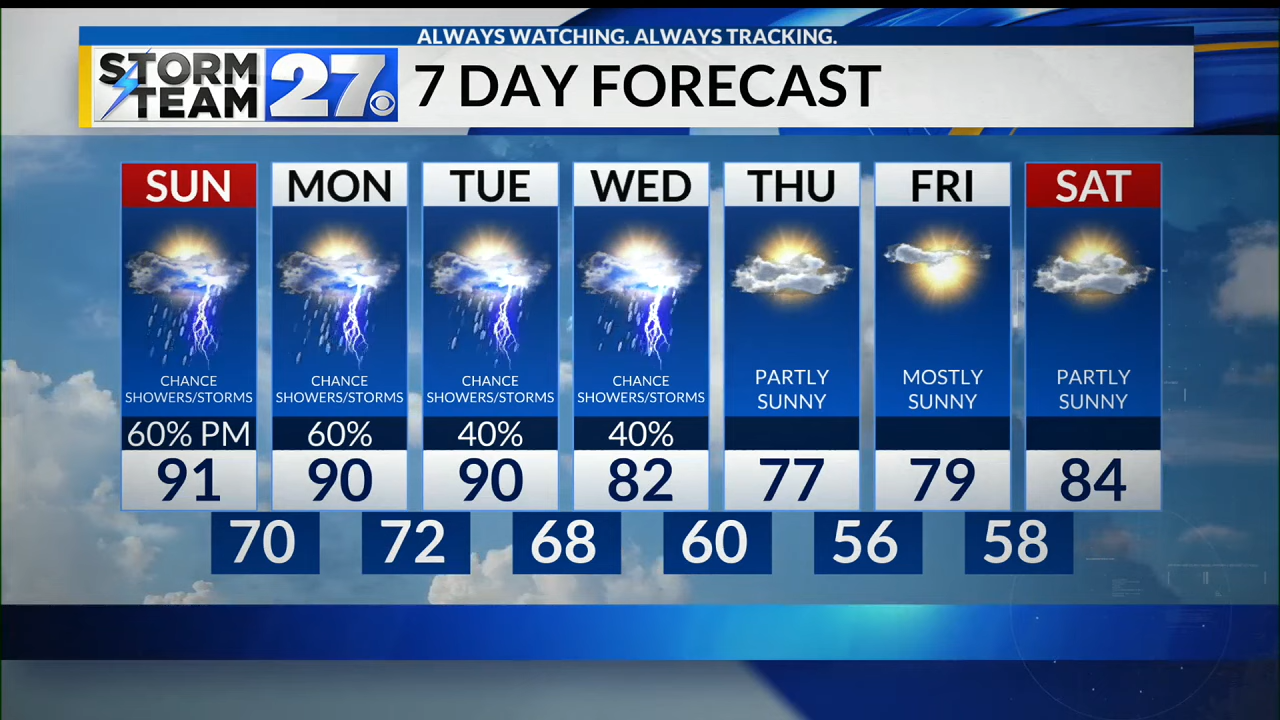 ALWAYS WATCHING. ALWAYS TRACKING.
STORM
TEAM
27
7 DAY FORECAST
SUN MON TUE WED THU FRI SAT
CHANCE CHANCE CHANCE CHANCE PARTLY MOSTLY PARTLY
SHOWERS/STORMS SHOWERS/STORMS SHOWERS/STORMS SHOWERS/STORMS SUNNY SUNNY SUNNY
60% PM 60% 40% 40%
91 90 90 82 77 79 84
70 72 68 60 56 58